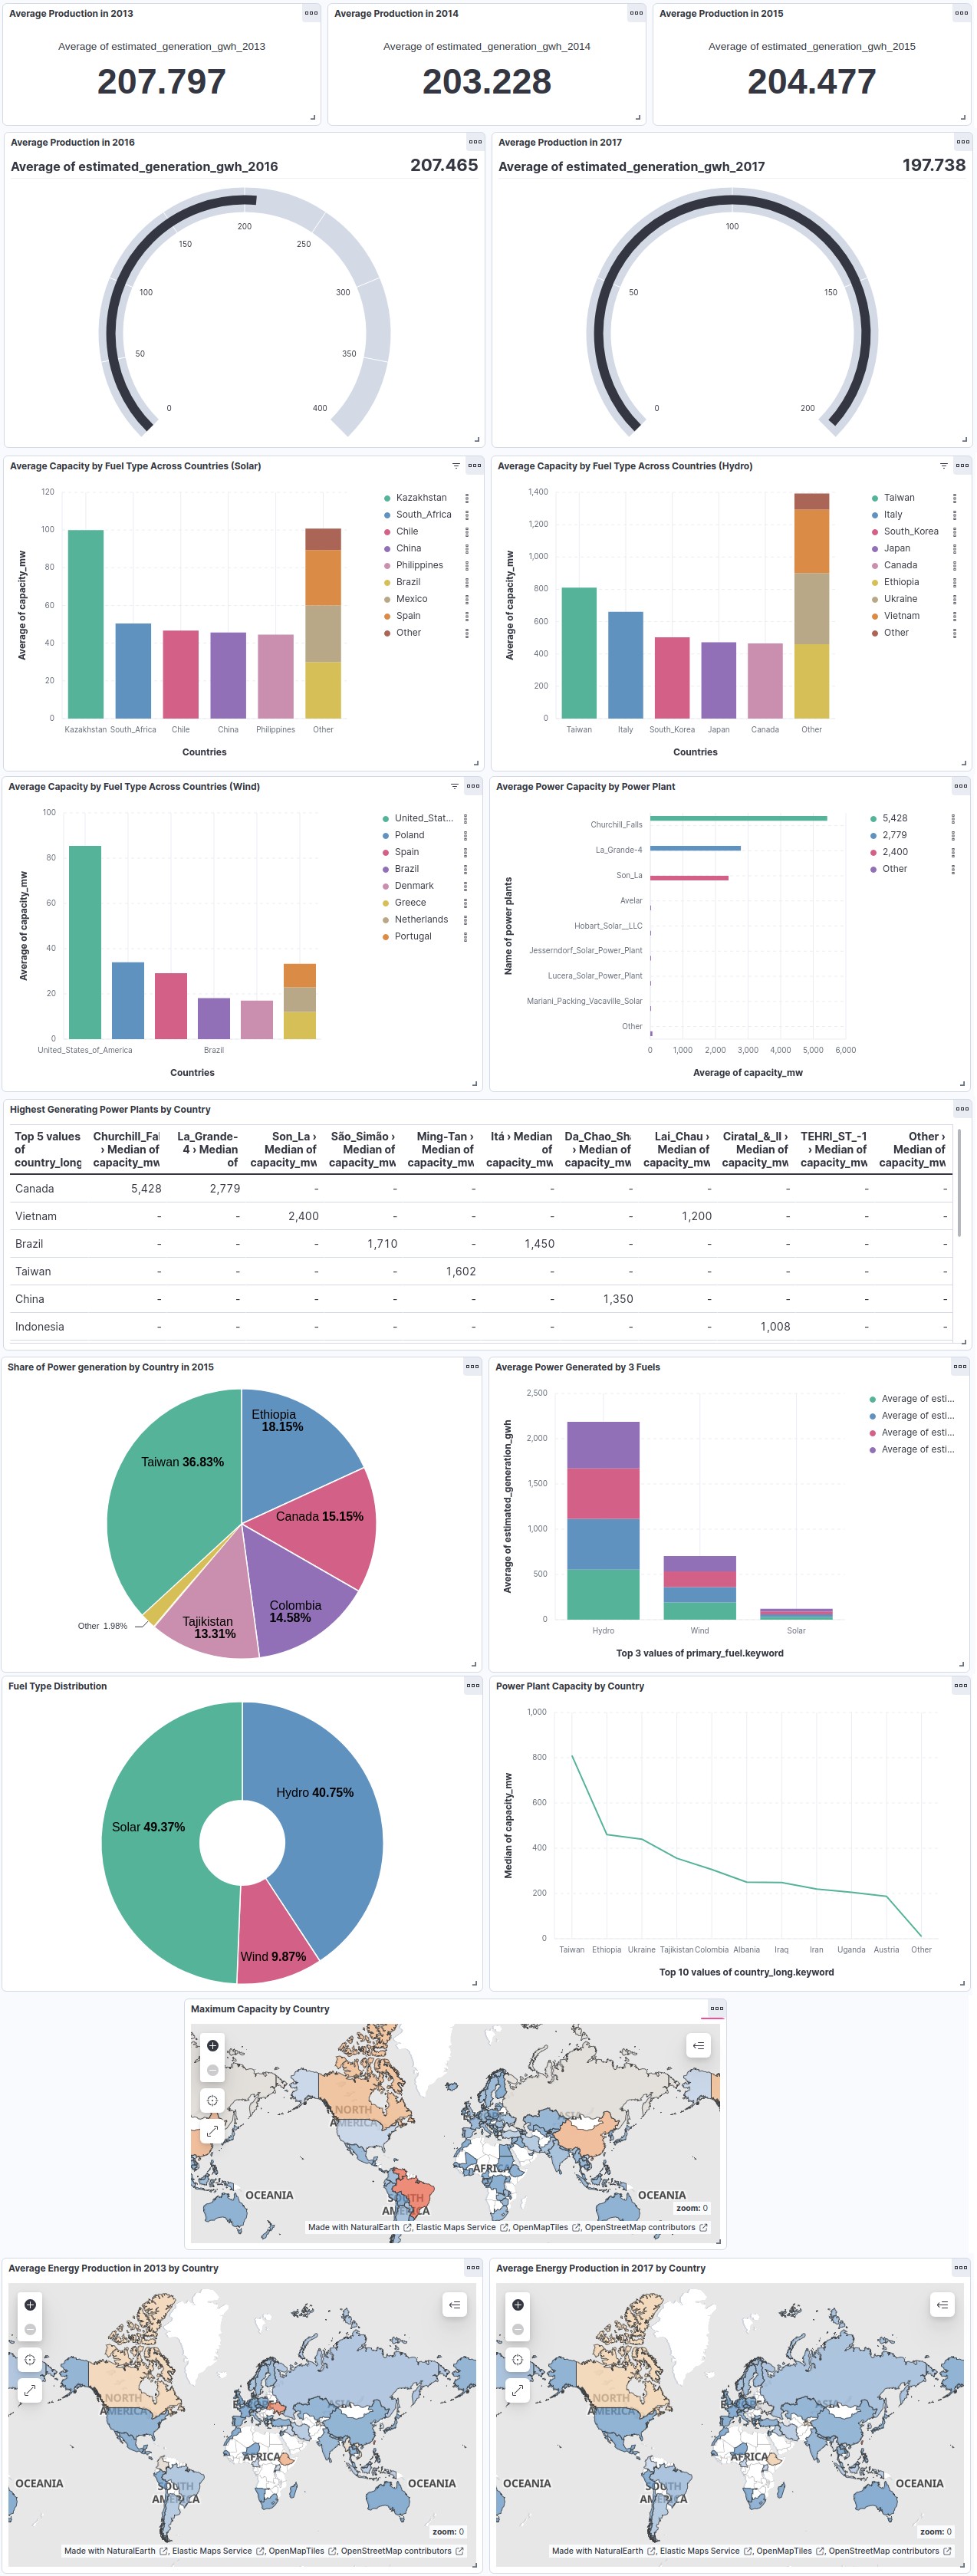 Average Production in 2013
Average of estimated_generation_gwh_2013
207.797
Average Production in 2014
Average of estimated_generation_gwh_2014
203.228
Average Production in 2015
Average of estimated_generation_gwh_2015
204.477
Average Production in 2016
Average of estimated_generation_gwh_2016 207.465
0
50
100
150
200
250
300
350
400
Average Production in 2017
Average of estimated_generation_gwh_2017 197.738
0
50
100
150
200
Average Capacity by Fuel Type Across Countries (Solar)
Average of capacity_mw
120
100
80
60
40
20
0
Kazakhstan South_Africa Chile China Philippines Other
Countries
Kazakhstan
South_Africa
Chile
China
Philippines
Brazil
Mexico
Spain
Other
Average Capacity by Fuel Type Across Countries (Hydro)
Average of capacity_mw
1,400
1,200
1,000
800
600
400
200
0
Taiwan Italy South_Korea Japan Canada Other
Countries
Taiwan
Italy
South_Korea
Japan
Canada
Ethiopia
Ukraine
Vietnam
Other
Average Capacity by Fuel Type Across Countries (Wind)
Average of capacity_mw
100
80
60
40
20
0
United_States_of_America Brazil
Countries
United_Stat...
Poland
Spain
Brazil
Denmark
Greece
Netherlands
Portugal
Average Power Capacity by Power Plant
Name of power plants
Churchill_Falls
La_Grande-4
Son_La
Avelar
Hobart_Solar__LLC
Jesserndorf_Solar_Power_Plant
Lucera_Solar_Power_Plant
Mariani_Packing_Vacaville_Solar
Other
0 1,000 2,000 3,000 4,000 5,000 6,000
Average of capacity_mw
5,428
2,779
2,400
Other
Highest Generating Power Plants by Country
Top 5 values Churchill_Fal La_Grande- Son_La › São_Simão › Ming-Tan › Itá › Median Da_Chao_Sh Lai_Chau › Ciratal_&_II › TEHRI_ST_-1 Other ›
of › Median of 4 › Median Median of Median of Median of of › Median of Median of Median of › Median of Median of
country_long capacity_mw of capacity_mw capacity_mw capacity_mw capacity_mw capacity_mw capacity_mw capacity_mw capacity_mw capacity_mw
Canada 5,428 2,779 - - - - - - - - -
Vietnam - - 2,400 - - - - 1,200 - - -
Brazil - - - 1,710 - 1,450 - - - - -
Taiwan - - - - 1,602 - - - - - -
China - - - - - - 1,350 - - - -
Indonesia - - - - - - - - 1,008 - -
Share of Power generation by Country in 2015
Ethiopia
18.15%
Taiwan 36.83%
Canada 15.15%
Colombia
14.58%
Tajikistan
13.31%
Other 1.98%
Average Power Generated by 3 Fuels
Average of estimated_generation_gwh
2,500
2,000
1,500
1,000
500
0
Hydro Wind Solar
Top 3 values of primary_fuel.keyword
Average of esti...
Average of esti...
Average of esti...
Average of esti...
Fuel Type Distribution
Hydro 40.75%
Solar 49.37%
Wind 9.87%
Power Plant Capacity by Country
Median of capacity_mw
1,000
800
600
400
200
0
Taiwan Ethiopia Ukraine Tajikistan Colombia Albania Iraq Iran Uganda Austria Other
Top 10 values of country_long.keyword
Maximum Capacity by Country
NORTH
AMERICA
EUROPE
ASIA
AFRICA
OCEANIA
SOUTH
AMERICA
OCEANIA
zoom: 0
Made with NaturalEarth , Elastic Maps Service , OpenMapTiles , OpenStreetMap contributors
Average Energy Production in 2013 by Country
NORTH
AMERICA
EUROPE
ASIA
AFRICA
OCEANIA
SOUTH
AMERICA
OCEANIA
zoom: 0
Made with NaturalEarth , Elastic Maps Service , OpenMapTiles , OpenStreetMap contributors
Average Energy Production in 2017 by Country
NORTH
AMERICA
EUROPE
ASIA
AFRICA
OCEANIA
SOUTH
AMERICA
OCEANIA
zoom: 0
Made with NaturalEarth , Elastic Maps Service , OpenMapTiles , OpenStreetMap contributors